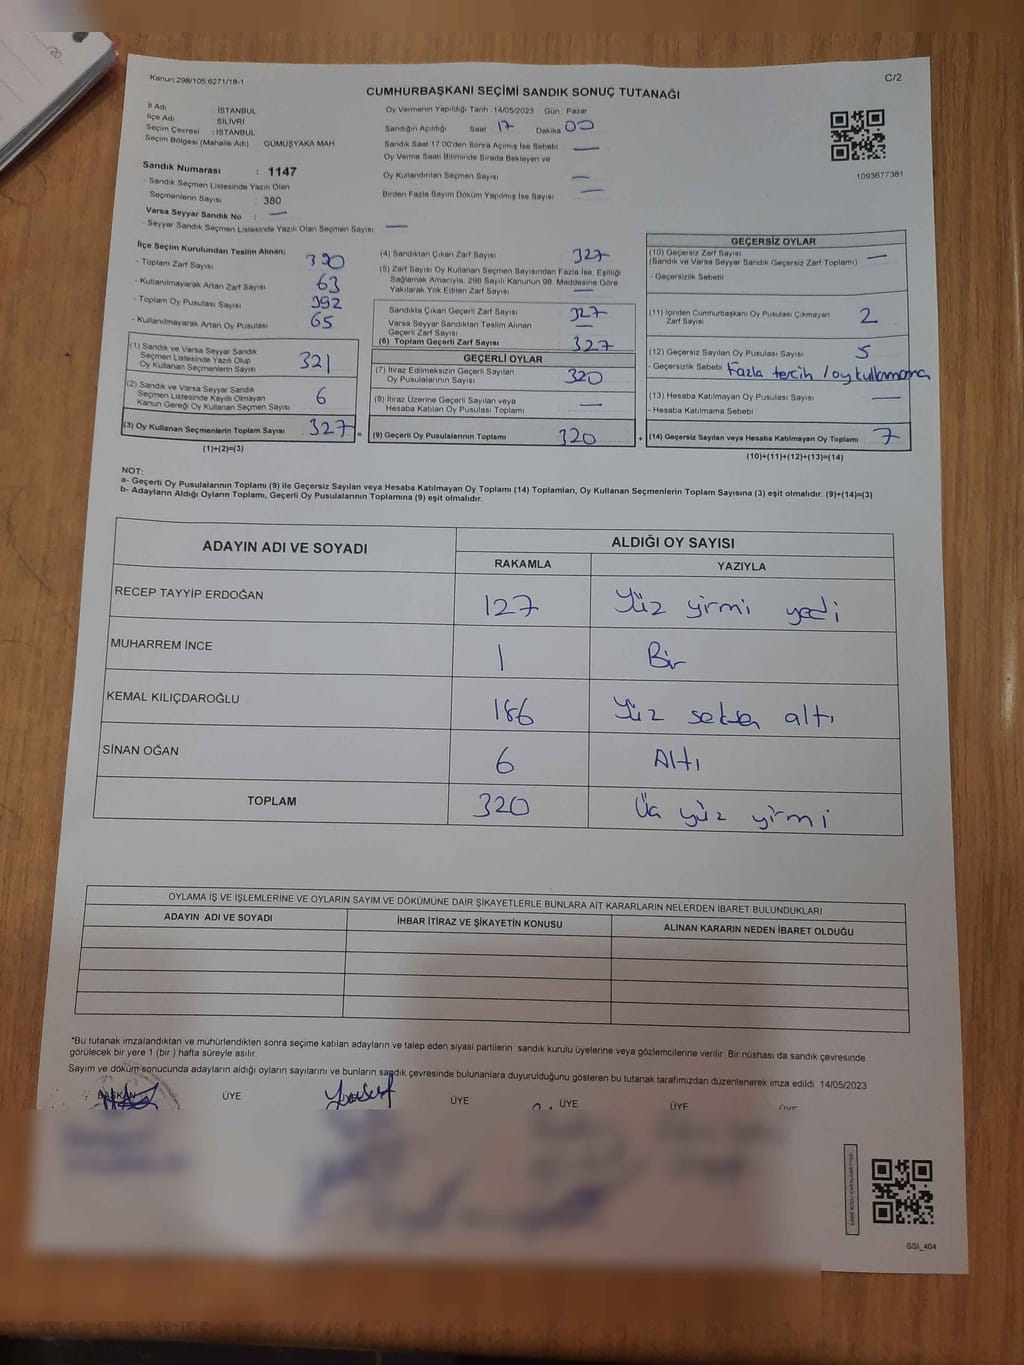 /20
Kanun:298/105,6271/18-1
C/2
CUMHURBAŞKANI SEÇİMİ SANDIK SONUÇ TUTANAĞI
İl Adı : İSTANBUL
İlçe Adı : SİLİVRİ
Seçim Çevresi : İSTANBUL
Seçim Bölgesi (Mahalle Adı) GÜMÜŞYAKA MAH.
Oy Vermenin Yapıldığı Tarih 14/05/2023 Gün Pazar
Sandığın Açıldığı Saat 17 Dakika 00
Sandık Saat 17:00'den Sonra Açılmış İse Sebebi —
Oy Verme Saati Bitiminde Sırada Bekleyen ve
Oy Kullandırılan Seçmen Sayısı —
Birden Fazla Sayım Döküm Yapılmış İse Sayısı —
1093677381
Sandık Numarası : 1147
- Sandık Seçmen Listesinde Yazılı Olan
Seçmenlerin Sayısı : 380
Varsa Seyyar Sandık No : —
- Seyyar Sandık Seçmen Listesinde Yazılı Olan Seçmen Sayısı : —
İlçe Seçim Kurulundan Teslim Alınan:
- Toplam Zarf Sayısı
- Kullanılmayarak Artan Zarf Sayısı 63
- Toplam Oy Pusulası Sayısı
- Kullanılmayarak Artan Oy Pusulası 65
(1) Sandık ve Varsa Seyyar Sandık
Seçmen Listesinde Yazılı Olup
Oy Kullanan Seçmenlerin Sayısı 321
(2) Sandık ve Varsa Seyyar Sandık
Seçmen Listesinde Kayıtlı Olmayan
Kanun Gereği Oy Kullanan Seçmen Sayısı 6
(3) Oy Kullanan Seçmenlerin Toplam Sayısı 327 =
(1)+(2)=(3)
(4) Sandıktan Çıkan Zarf Sayısı 327
(5) Zarf Sayısı Oy Kullanan Seçmen Sayısından Fazla İse, Eşitliği
Sağlamak Amacıyla, 298 Sayılı Kanunun 98. Maddesine Göre
Yakılarak Yok Edilen Zarf Sayısı —
Sandıkta Çıkan Geçerli Zarf Sayısı 327
Varsa Seyyar Sandıktan Teslim Alınan
Geçerli Zarf Sayısı —
(6) Toplam Geçerli Zarf Sayısı 327
GEÇERLİ OYLAR
(7) İtiraz Edilmeksizin Geçerli Sayılan
Oy Pusulalarının Sayısı 320
(8) İtiraz Üzerine Geçerli Sayılan veya
Hesaba Katılan Oy Pusulası Toplamı —
(9) Geçerli Oy Pusulalarının Toplamı 320 +
GEÇERSİZ OYLAR
(10) Geçersiz Zarf Sayısı —
(Sandık ve Varsa Seyyar Sandık Geçersiz Zarf Toplamı)
- Geçersizlik Sebebi
(11) İçinden Cumhurbaşkanı Oy Pusulası Çıkmayan
Zarf Sayısı 2
(12) Geçersiz Sayılan Oy Pusulası Sayısı 5
- Geçersizlik Sebebi Fazla tercih / oy kullanmama
(13) Hesaba Katılmayan Oy Pusulası Sayısı —
- Hesaba Katılmama Sebebi
(14) Geçersiz Sayılan veya Hesaba Katılmayan Oy Toplamı 7
(10)+(11)+(12)+(13)=(14)
NOT:
a- Geçerli Oy Pusulalarının Toplamı (9) ile Geçersiz Sayılan veya Hesaba Katılmayan Oy Toplamı (14) Toplamları, Oy Kullanan Seçmenlerin Toplam Sayısına (3) eşit olmalıdır. (9)+(14)=(3)
b- Adayların Aldığı Oyların Toplamı, Geçerli Oy Pusulalarının Toplamına (9) eşit olmalıdır.
ADAYIN ADI VE SOYADI
ALDIĞI OY SAYISI
RAKAMLA YAZIYLA
RECEP TAYYİP ERDOĞAN 127 Yüz yirmi yedi
MUHARREM İNCE 1 Bir
KEMAL KILIÇDAROĞLU 186 Yüz seksen altı
SİNAN OĞAN 6 Altı
TOPLAM 320 Üç yüz yirmi
OYLAMA İŞ VE İŞLEMLERİNE VE OYLARIN SAYIM VE DÖKÜMÜNE DAİR ŞİKAYETLERLE BUNLARA AİT KARARLARIN NELERDEN İBARET BULUNDUKLARI
ADAYIN ADI VE SOYADI İHBAR İTİRAZ VE ŞİKAYETİN KONUSU ALINAN KARARIN NEDEN İBARET OLDUĞU
*Bu tutanak imzalandıktan ve mühürlendikten sonra seçime katılan adayların ve talep eden siyasi partilerin sandık kurulu üyelerine veya gözlemcilerine verilir. Bir nüshası da sandık çevresinde
görülecek bir yere 1 (bir) hafta süreyle asılır.
Sayım ve döküm sonucunda adayların aldığı oyların sayılarını ve bunların sandık çevresinde bulunanlara duyurulduğunu gösteren bu tutanak tarafımızdan düzenlenerek imza edildi. 14/05/2023
BAŞKAN ÜYE ÜYE ÜYE ÜYE ÜYE
SSI_404